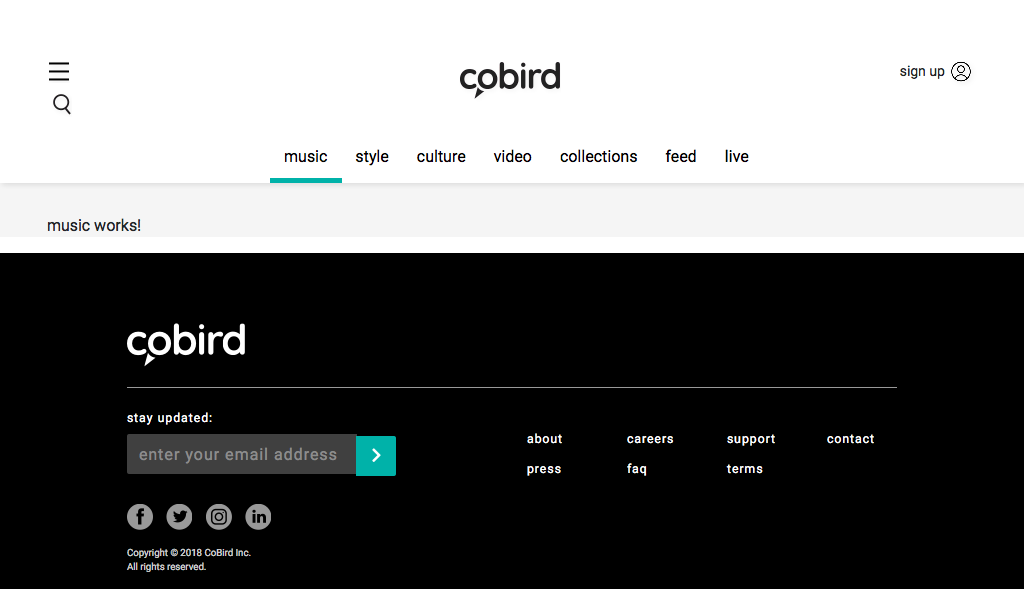 cobird
sign up
music style culture video collections feed live
music works!
cobird
stay updated:
enter your email address
about careers support contact
press faq terms
Copyright © 2018 CoBird Inc.
All rights reserved.